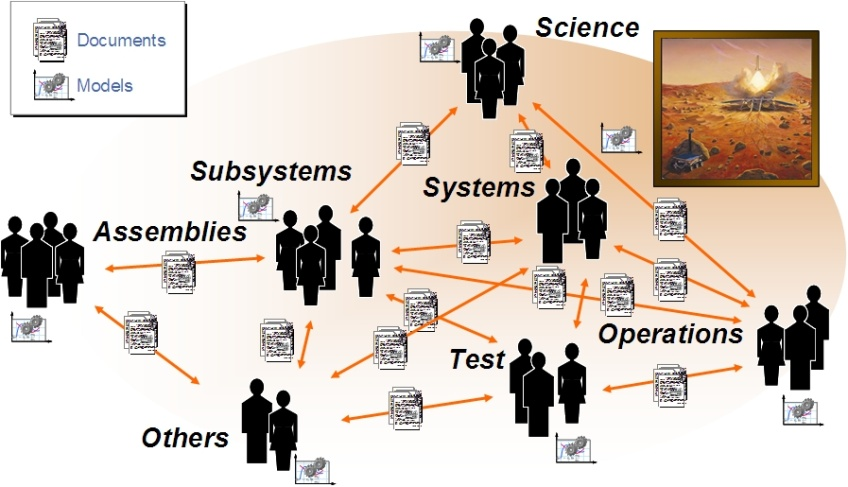 Documents
Models
Science
Subsystems
Systems
Assemblies
Operations
Test
Others